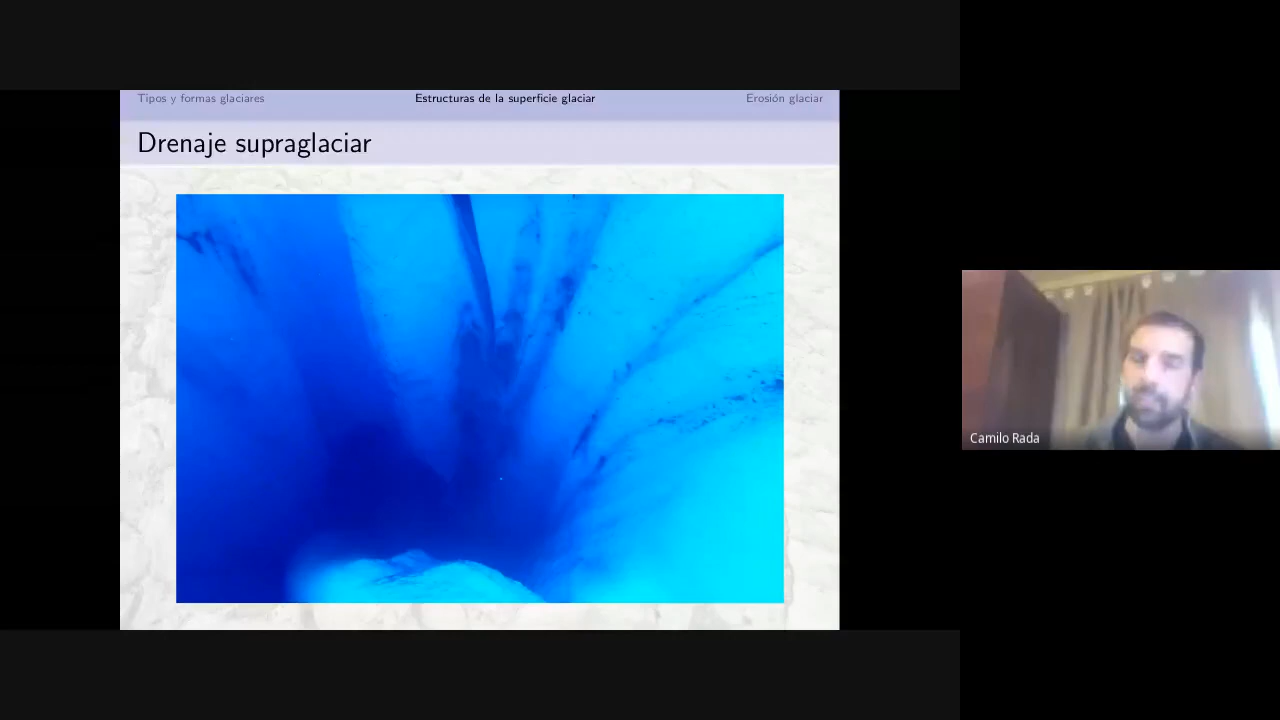 Tipos y formas glaciares
Estructuras de la superficie glaciar
Erosión glaciar
Drenaje supraglaciar
Camilo Rada